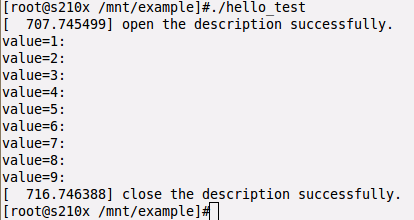 [root@s210x /mnt/example]#./hello_test
[  707.745499] open the description successfully.
value=1:
value=2:
value=3:
value=4:
value=5:
value=6:
value=7:
value=8:
value=9:
[  716.746388] close the description successfully.
[root@s210x /mnt/example]#